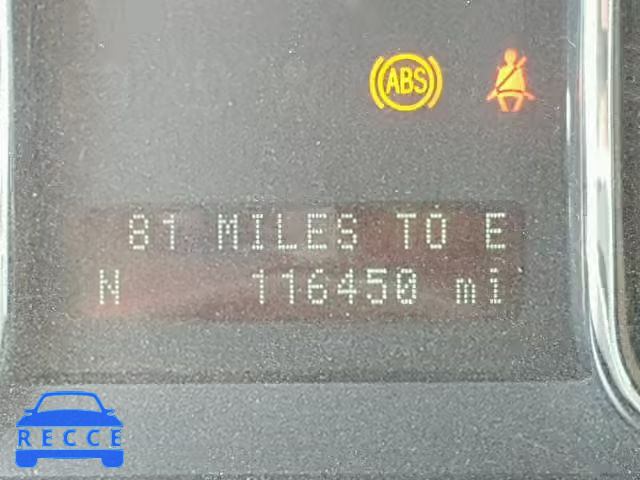 ABS
81 MILES TO E
N 116450 mi
RECCE